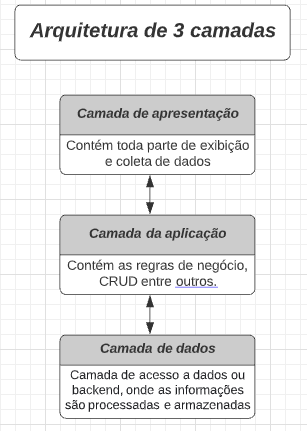 Arquitetura de 3 camadas
Camada de apresentação
Contém toda parte de exibição
e coleta de dados
Camada da aplicação
Contém as regras de negócio,
CRUD entre outros.
Camada de dados
Camada de acesso a dados ou
backend, onde as informações
são processadas e armazenadas